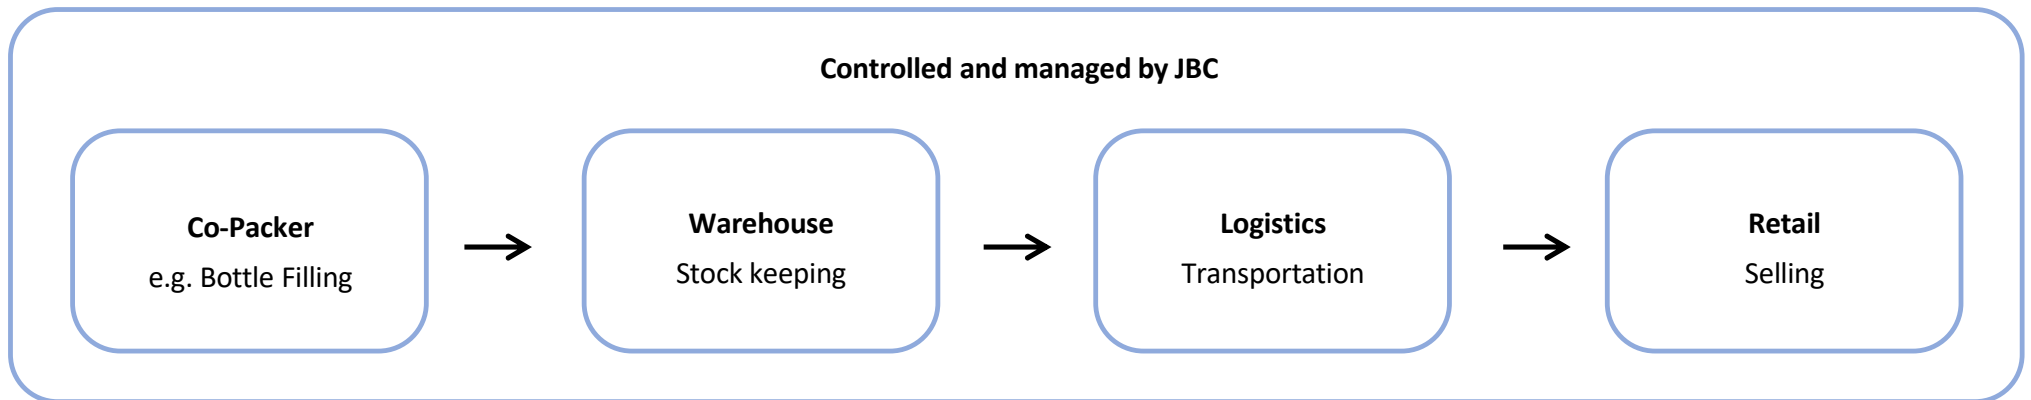 Controlled and managed by JBC
Co-Packer
e.g. Bottle Filling
Warehouse
Stock keeping
Logistics
Transportation
Retail
Selling